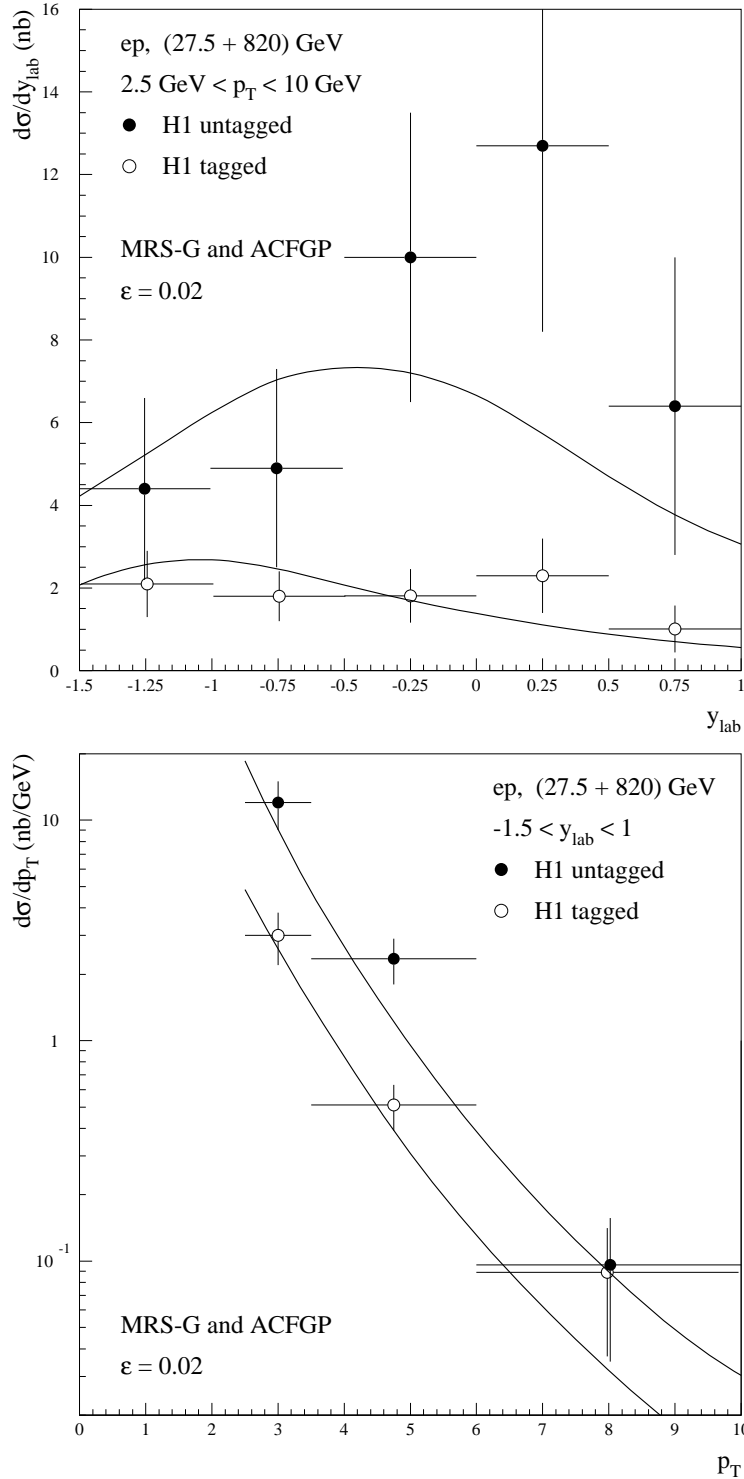 dσ/dy_lab (nb)
16
14
12
10
8
6
4
2
0
ep, (27.5 + 820) GeV
2.5 GeV < p_T < 10 GeV
H1 untagged
H1 tagged
MRS-G and ACFGP
ε = 0.02
-1.5 -1.25 -1 -0.75 -0.5 -0.25 0 0.25 0.5 0.75 1
y_lab
dσ/dp_T (nb/GeV)
10
1
10^-1
ep, (27.5 + 820) GeV
-1.5 < y_lab < 1
H1 untagged
H1 tagged
MRS-G and ACFGP
ε = 0.02
0 1 2 3 4 5 6 7 8 9 10
p_T